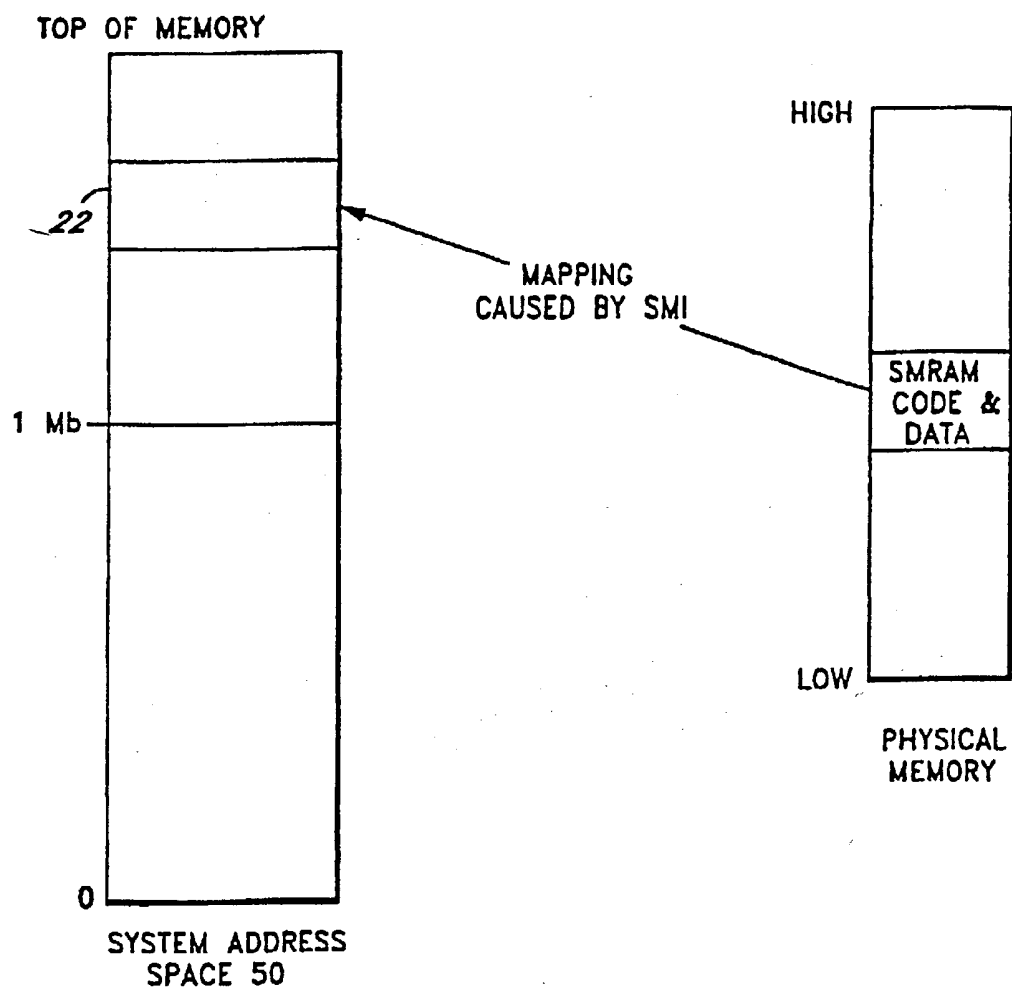 TOP OF MEMORY
22
1 Mb
0
SYSTEM ADDRESS
SPACE 50
MAPPING
CAUSED BY SMI
HIGH
SMRAM
CODE &
DATA
LOW
PHYSICAL
MEMORY